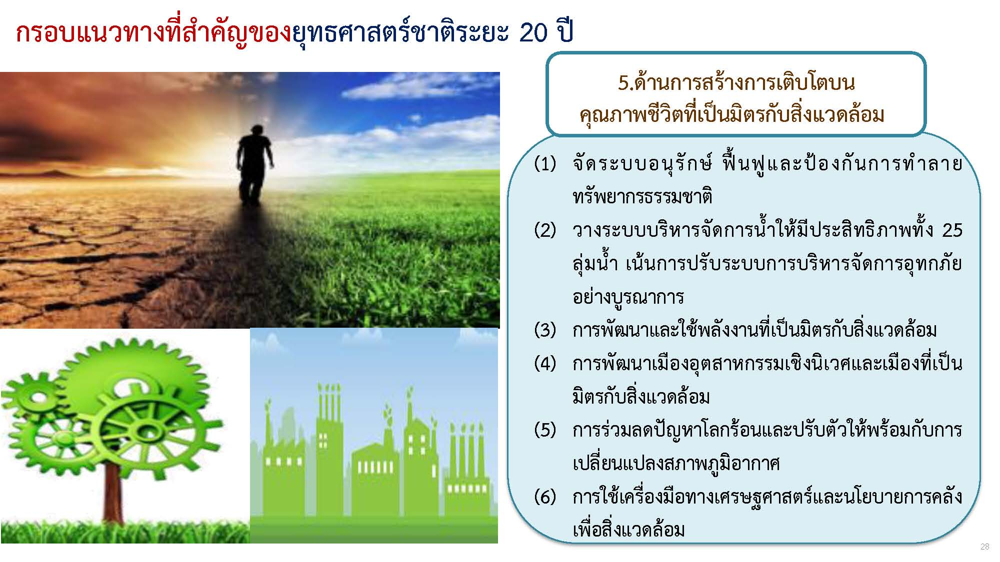 กรอบแนวทางที่สำคัญของยุทธศาสตร์ชาติระยะ 20 ปี
5.ด้านการสร้างการเติบโตบน
คุณภาพชีวิตที่เป็นมิตรกับสิ่งแวดล้อม
(1) จัดระบบอนุรักษ์ ฟื้นฟูและป้องกันการทำลาย
ทรัพยากรธรรมชาติ
(2) วางระบบบริหารจัดการน้ำให้มีประสิทธิภาพทั้ง 25
ลุ่มน้ำ เน้นการปรับระบบการบริหารจัดการอุทกภัย
อย่างบูรณาการ
(3) การพัฒนาและใช้พลังงานที่เป็นมิตรกับสิ่งแวดล้อม
(4) การพัฒนาเมืองอุตสาหกรรมเชิงนิเวศและเมืองที่เป็น
มิตรกับสิ่งแวดล้อม
(5) การร่วมลดปัญหาโลกร้อนและปรับตัวให้พร้อมกับการ
เปลี่ยนแปลงสภาพภูมิอากาศ
(6) การใช้เครื่องมือทางเศรษฐศาสตร์และนโยบายการคลัง
เพื่อสิ่งแวดล้อม
28